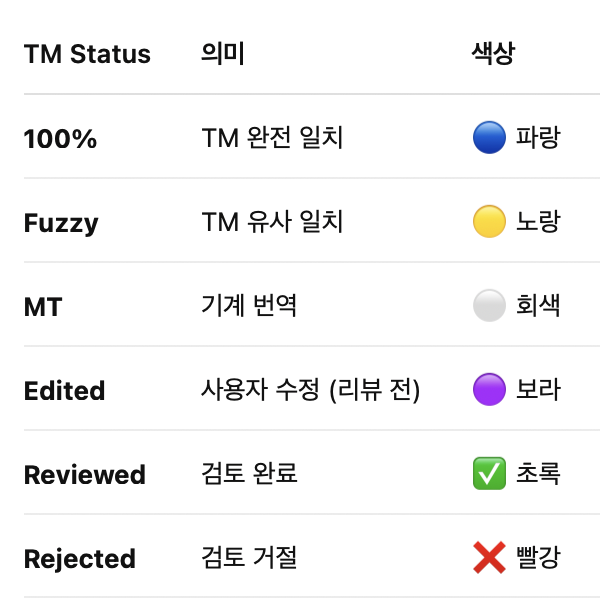 TM Status 의미 색상
100% TM 완전 일치 🔵 파랑
Fuzzy TM 유사 일치 🟡 노랑
MT 기계 번역 ⚪ 회색
Edited 사용자 수정 (리뷰 전) 🟣 보라
Reviewed 검토 완료 ✅ 초록
Rejected 검토 거절 ❌ 빨강